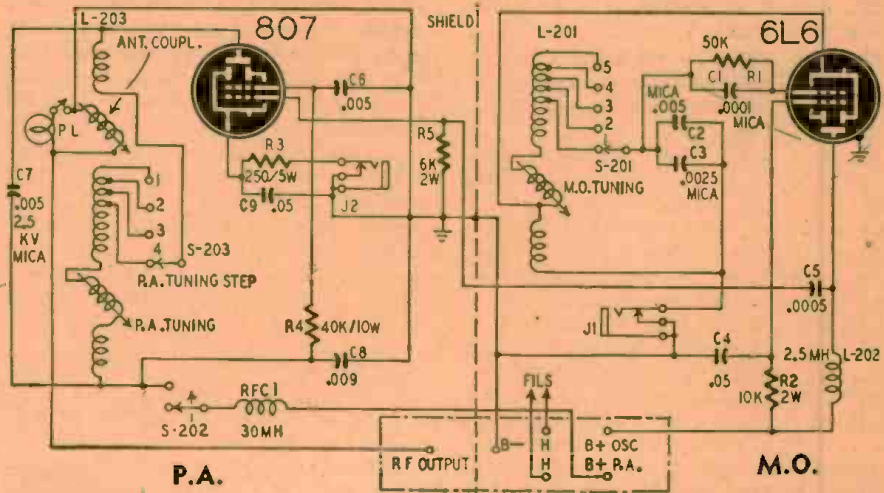 L-203
ANT. COUPL.
807
SHIELD
L-201
6L6
50K
C1
R1
.0001
MICA
5
4
3
2
MICA
.005
C2
C3
.0025
MICA
S-201
M.O. TUNING
C6
.005
R5
6K
2W
PL
R3
250/5W
C9
.05
J2
C7
.005
2.5
KV
MICA
1
2
3
4
S-203
P.A. TUNING STEP
P.A. TUNING
R4
40K/10W
C8
.009
C5
.0005
J1
C4
.05
2.5MH
L-202
R2
2W
10K
RFC1
30MH
S-202
FILS
RF OUTPUT
B-
H
H
B+ OSC
B+ P.A.
P.A.
M.O.